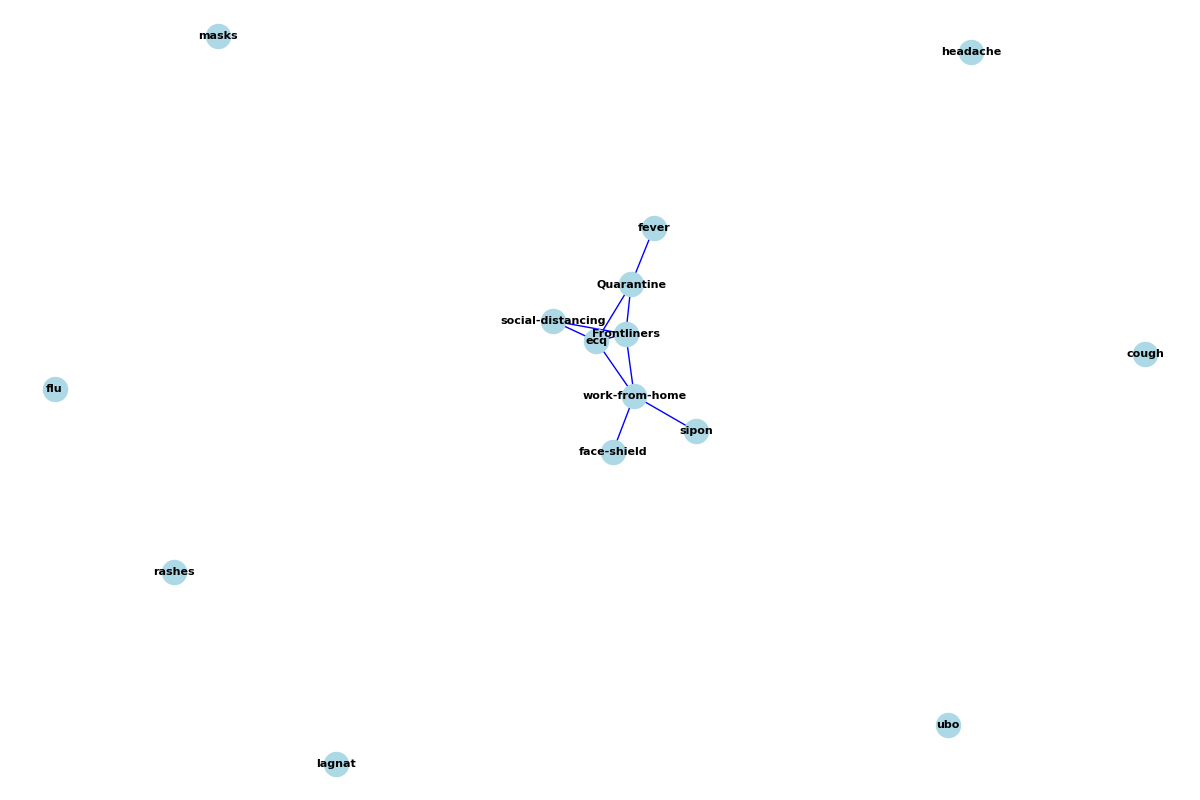 masks
headache
fever
Quarantine
social-distancing
Frontliners
ecq
cough
flu
work-from-home
sipon
face-shield
rashes
ubo
lagnat